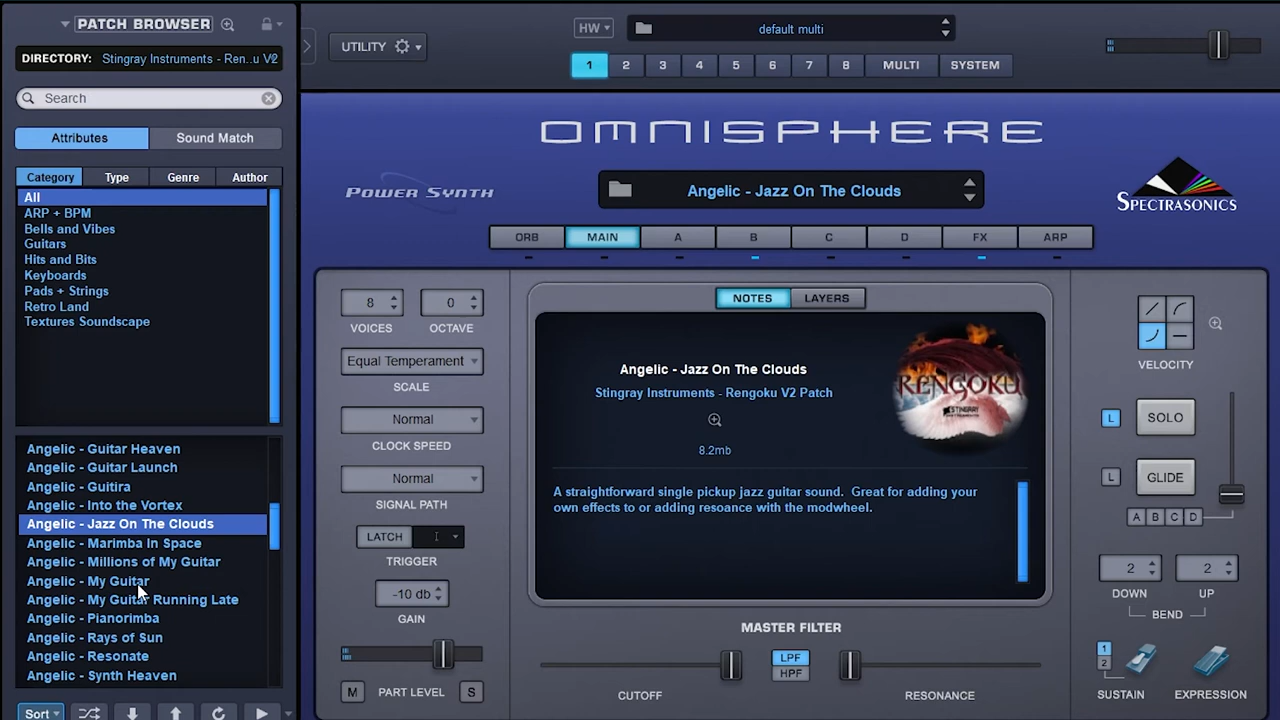 PATCH BROWSER
DIRECTORY: Stingray Instruments - Ren..u V2
Search
Attributes
Sound Match
Category
Type
Genre
Author
All
ARP + BPM
Bells and Vibes
Guitars
Hits and Bits
Keyboards
Pads + Strings
Retro Land
Textures Soundscape
Angelic - Guitar Heaven
Angelic - Guitar Launch
Angelic - Guitira
Angelic - Into the Vortex
Angelic - Jazz On The Clouds
Angelic - Marimba In Space
Angelic - Millions of My Guitar
Angelic - My Guitar
Angelic - My Guitar Running Late
Angelic - Pianorimba
Angelic - Rays of Sun
Angelic - Resonate
Angelic - Synth Heaven
Sort
UTILITY
HW
default multi
1 2 3 4 5 6 7 8 MULTI SYSTEM
OMNISPHERE
POWER SYNTH
Angelic - Jazz On The Clouds
SPECTRASONICS
ORB MAIN A B C D FX ARP
8
0
VOICES
OCTAVE
Equal Temperament
SCALE
Normal
CLOCK SPEED
Normal
SIGNAL PATH
LATCH
TRIGGER
-10 db
GAIN
M PART LEVEL S
NOTES
LAYERS
Angelic - Jazz On The Clouds
Stingray Instruments - Rengoku V2 Patch
8.2mb
RENGOKU
STINGRAY
A straightforward single pickup jazz guitar sound. Great for adding your
own effects to or adding resoance with the modwheel.
MASTER FILTER
LPF
HPF
CUTOFF
RESONANCE
VELOCITY
L SOLO
L GLIDE
A B C D
2
2
DOWN
UP
BEND
1
2
SUSTAIN
EXPRESSION